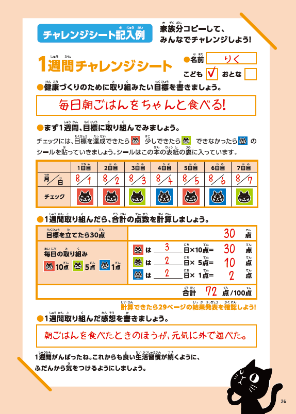 チャレンジシート記入例
家族分コピーして、
みんなでチャレンジしよう!
1週間チャレンジシート
●名前 りく
こども ✓ おとな
●健康づくりのために取り組みたい目標を書きましょう。
毎日朝ごはんをちゃんと食べる!
●まず1週間、目標に取り組んでみましょう。
チェックには、目標を達成できたら 少しできたら できなかったら の
シールを貼っていきましょう。シールはこの本の表紙の裏に入っています。
1日目 2日目 3日目 4日目 5日目 6日目 7日目
月/日 8/1 8/2 8/3 8/4 8/5 8/6 8/7
チェック
●1週間取り組んだら、合計の点数を計算しましょう。
目標を立てたら30点 30 点
毎日の取り組み
10点 5点 1点
は 3 日×10点= 30 点
は 2 日×5点= 10 点
は 2 日×1点= 2 点
合計 72 点/100点
計算できたら29ページの結果発表を確認しよう!
●1週間取り組んだ感想を書きましょう。
朝ごはんを食べたときのほうが、元気に外で遊べた。
1週間がんばったね。これからも良い生活習慣が続くように、
ふだんから気をつけるようにしましょう。
26